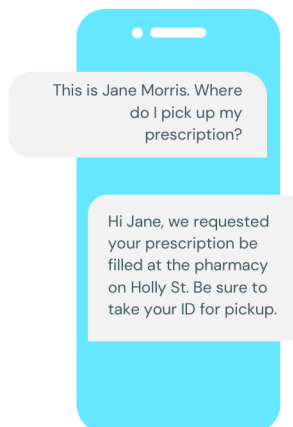 This is Jane Morris. Where
do I pick up my
prescription?
Hi Jane, we requested
your prescription be
filled at the pharmacy
on Holly St. Be sure to
take your ID for pickup.